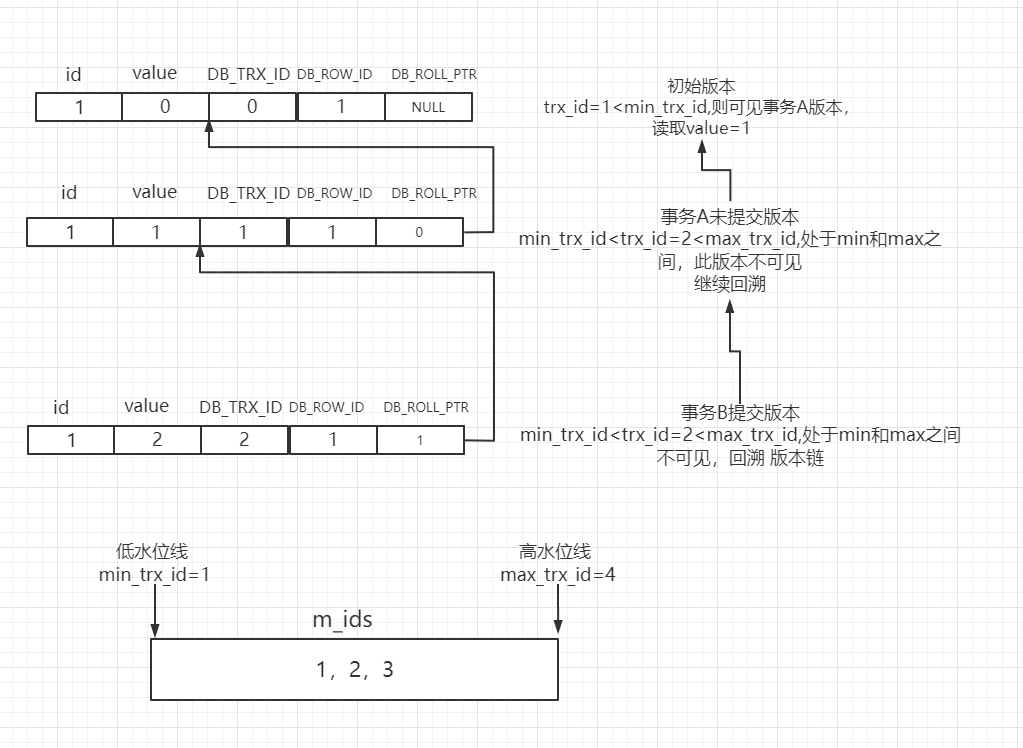 id value DB_TRX_ID DB_ROW_ID DB_ROLL_PTR
1 0 0 1 NULL
初始版本
trx_id=1<min_trx_id,则可见事务A版本，
读取value=1
id value DB_TRX_ID DB_ROW_ID DB_ROLL_PTR
1 1 1 1 0
事务A未提交版本
min_trx_id<trx_id=2<max_trx_id,处于min和max之
间，此版本不可见
继续回溯
id value DB_TRX_ID DB_ROW_ID DB_ROLL_PTR
1 2 2 1 1
事务B提交版本
min_trx_id<trx_id=2<max_trx_id,处于min和max之间
不可见，回溯 版本链
低水位线
min_trx_id=1
高水位线
max_trx_id=4
m_ids
1，2，3